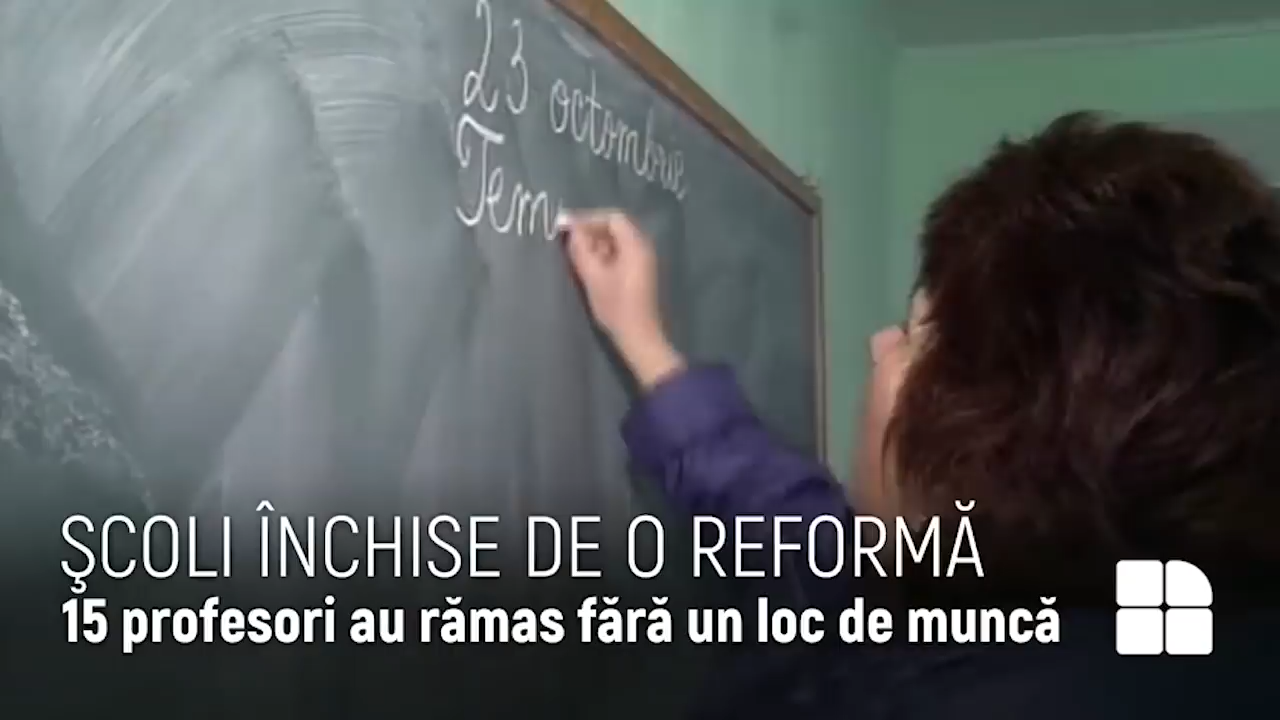 23 octombrie
Tem
ŞCOLI ÎNCHISE DE O REFORMĂ
15 profesori au rămas fără un loc de muncă